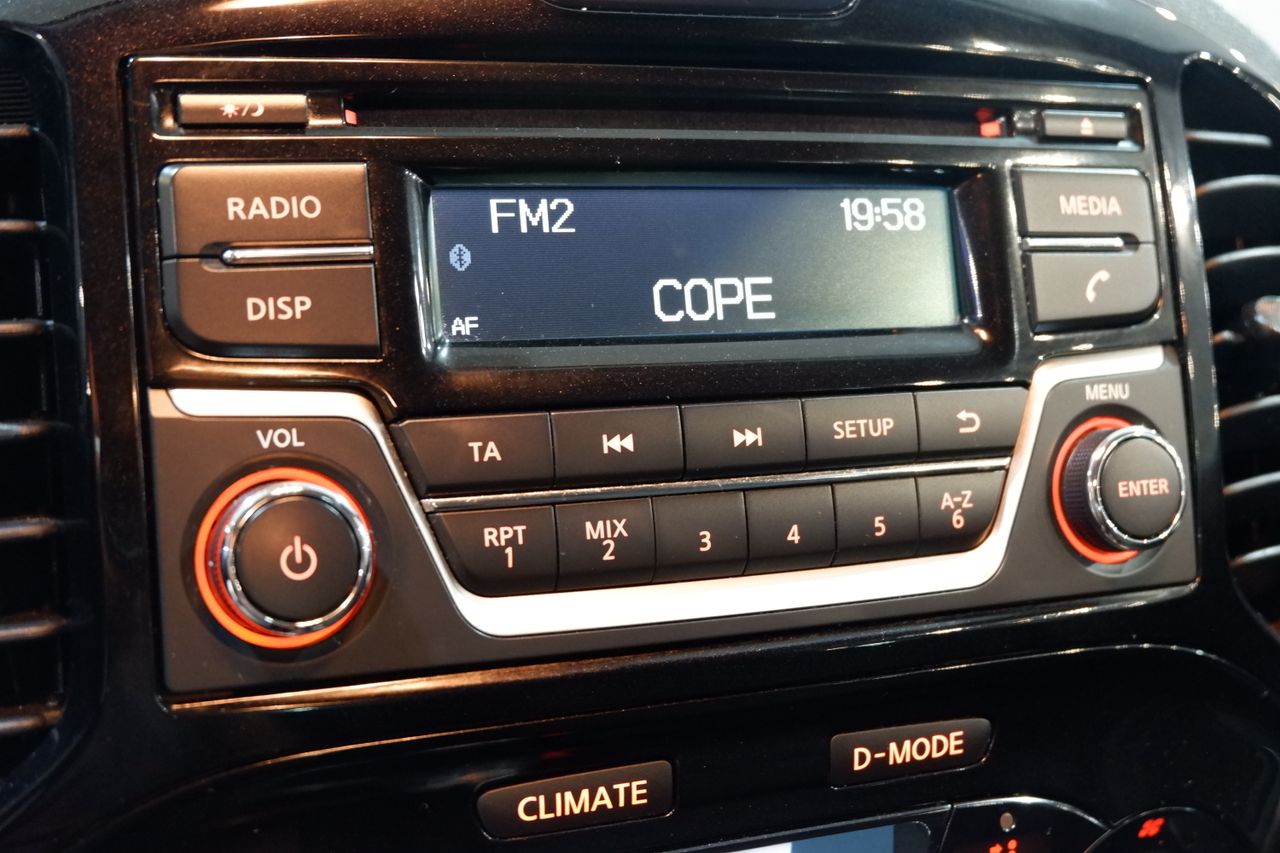 RADIO
DISP
FM2 19:58
COPE
AF
MEDIA
VOL
MENU
TA
SETUP
ENTER
RPT
1
MIX
2
3
4
5
A-Z
6
CLIMATE
D-MODE